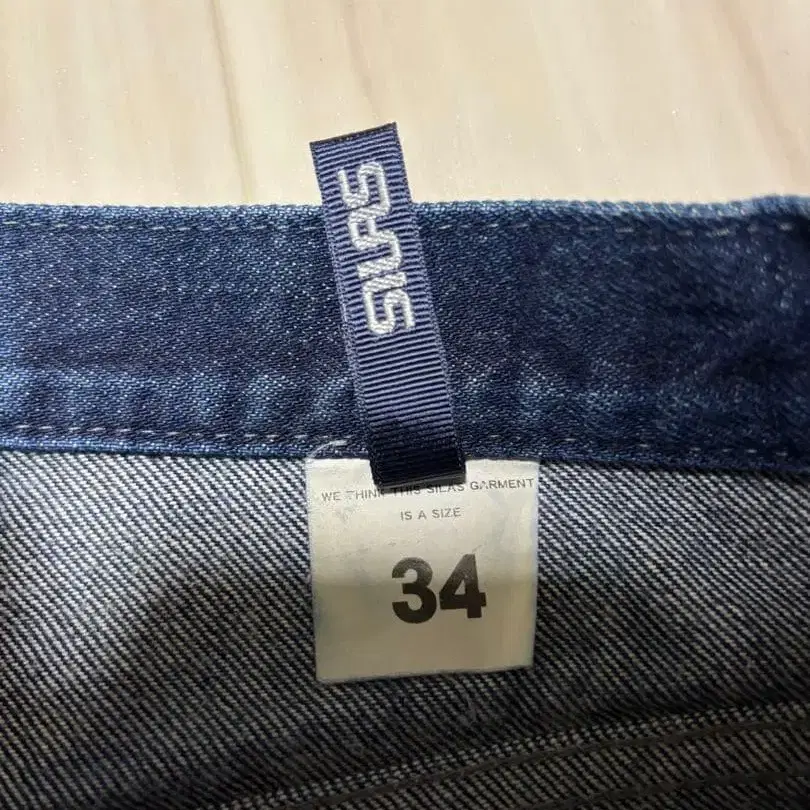 SILAS
WE THINK THIS SILAS GARMENT
IS A SIZE
34